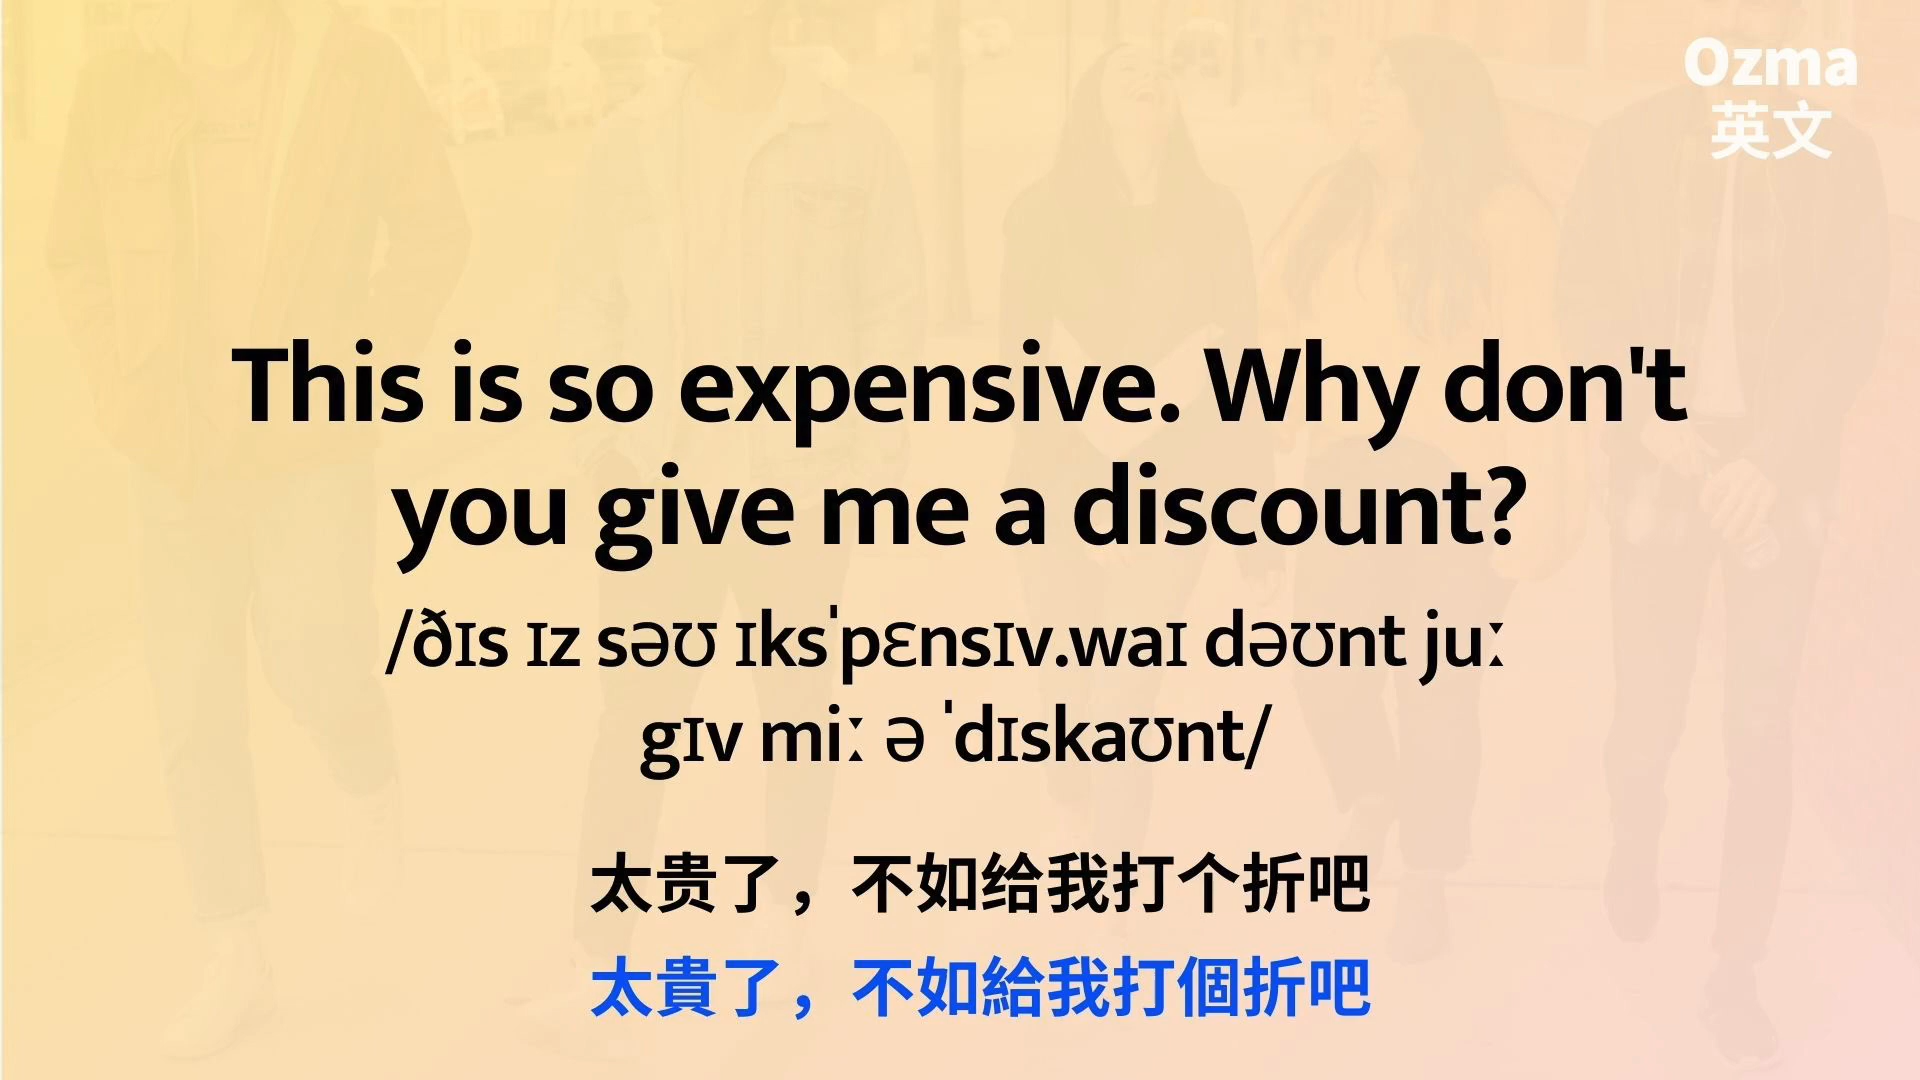 Ozma
英文
This is so expensive. Why don't
you give me a discount?
/ðɪs ɪz səʊ ɪksˈpɛnsɪv.waɪ dəʊnt juː
gɪv miː ə ˈdɪskaʊnt/
太贵了，不如给我打个折吧
太貴了，不如給我打個折吧